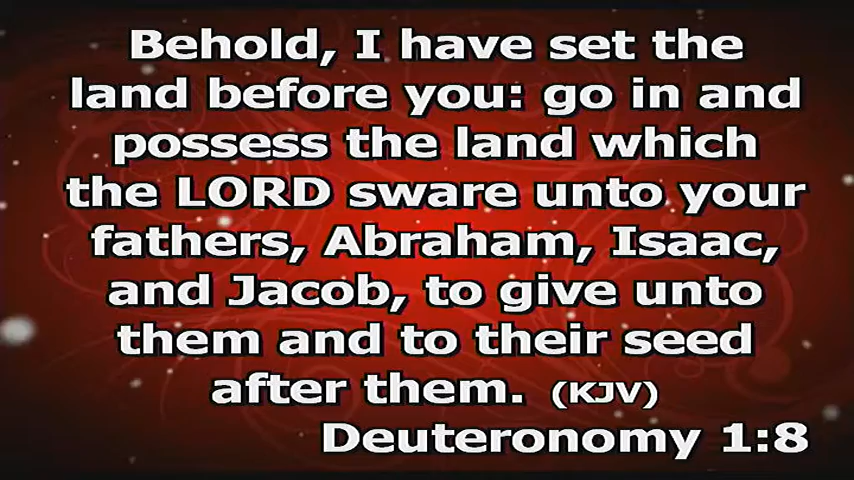 Behold, I have set the
land before you: go in and
possess the land which
the LORD sware unto your
fathers, Abraham, Isaac,
and Jacob, to give unto
them and to their seed
after them. (KJV)
Deuteronomy 1:8